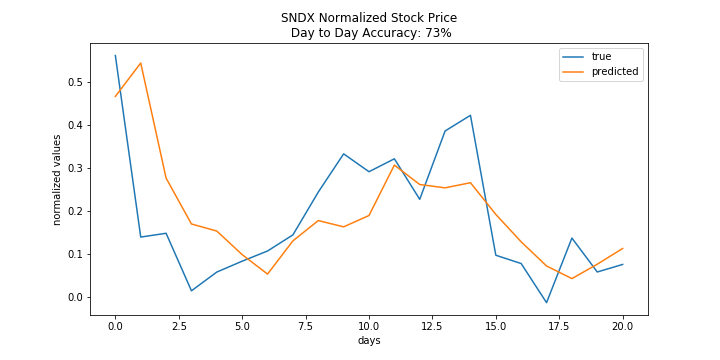 SNDX Normalized Stock Price
Day to Day Accuracy: 73%
true
predicted
normalized values
0.5
0.4
0.3
0.2
0.1
0.0
0.0
2.5
5.0
7.5
10.0
12.5
15.0
17.5
20.0
days